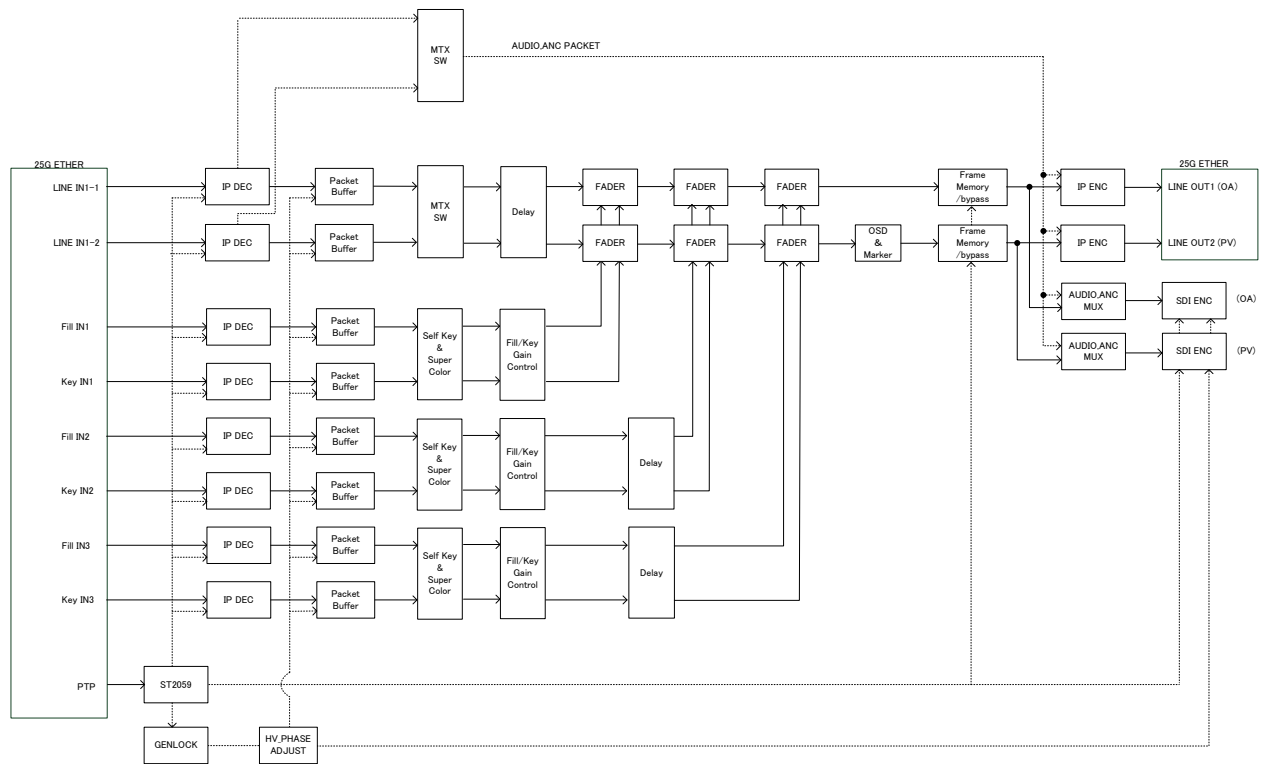 MTX
SW
AUDIO,ANC PACKET
25G ETHER
25G ETHER
LINE IN1-1
IP DEC
Packet
Buffer
MTX
SW
Delay
FADER
FADER
FADER
Frame
Memory
/bypass
IP ENC
LINE OUT1 (OA)
LINE IN1-2
IP DEC
Packet
Buffer
FADER
FADER
FADER
OSD
&
Marker
Frame
Memory
/bypass
IP ENC
LINE OUT2 (PV)
AUDIO,ANC
MUX
SDI ENC
(OA)
AUDIO,ANC
MUX
SDI ENC
(PV)
Fill IN1
IP DEC
Packet
Buffer
Self Key
&
Super
Color
Fill/Key
Gain
Control
Key IN1
IP DEC
Packet
Buffer
Fill IN2
IP DEC
Packet
Buffer
Self Key
&
Super
Color
Fill/Key
Gain
Control
Delay
Key IN2
IP DEC
Packet
Buffer
Fill IN3
IP DEC
Packet
Buffer
Self Key
&
Super
Color
Fill/Key
Gain
Control
Delay
Key IN3
IP DEC
Packet
Buffer
PTP
ST2059
GENLOCK
HV_PHASE
ADJUST